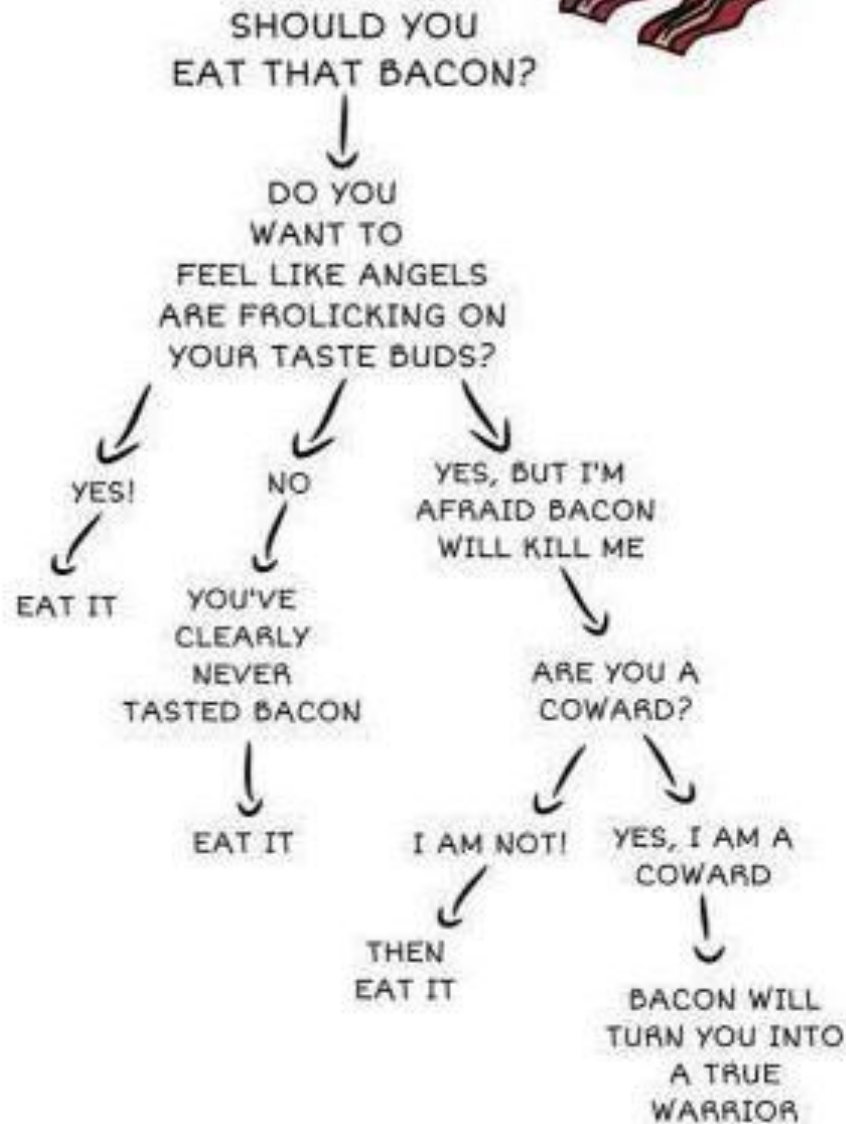 SHOULD YOU
EAT THAT BACON?
DO YOU
WANT TO
FEEL LIKE ANGELS
ARE FROLICKING ON
YOUR TASTE BUDS?
YES!
EAT IT
NO
YOU'VE
CLEARLY
NEVER
TASTED BACON
EAT IT
YES, BUT I'M
AFRAID BACON
WILL KILL ME
ARE YOU A
COWARD?
I AM NOT!
THEN
EAT IT
YES, I AM A
COWARD
BACON WILL
TURN YOU INTO
A TRUE
WARRIOR